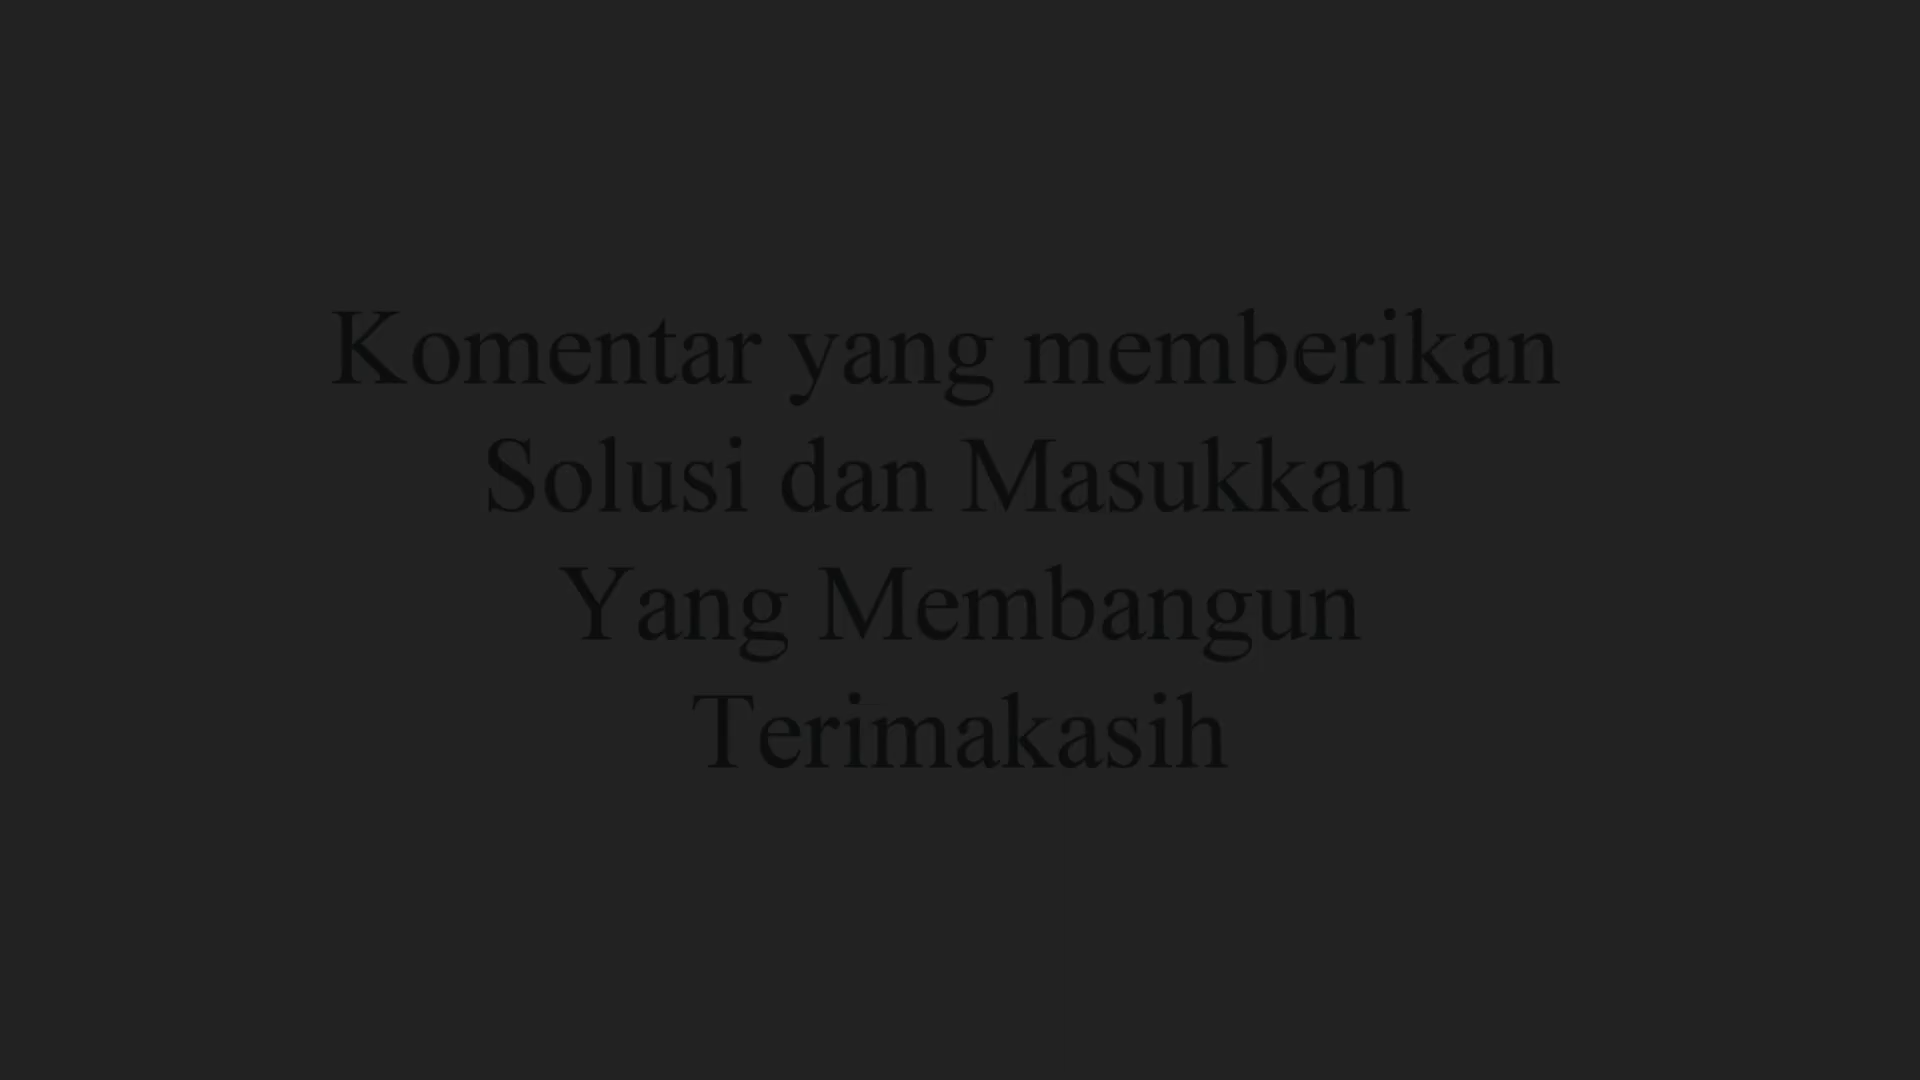 Komentar yang memberikan
Solusi dan Masukkan
Yang Membangun
Terimakasih